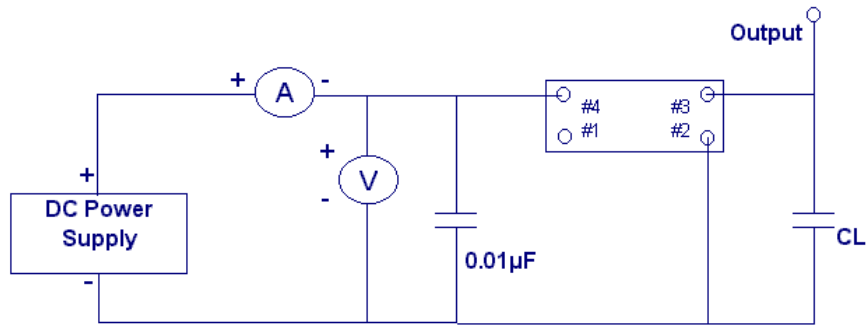 Output
+ A -
#4 #3
#1 #2
+
V
-
+
DC Power
Supply
-
0.01µF
CL